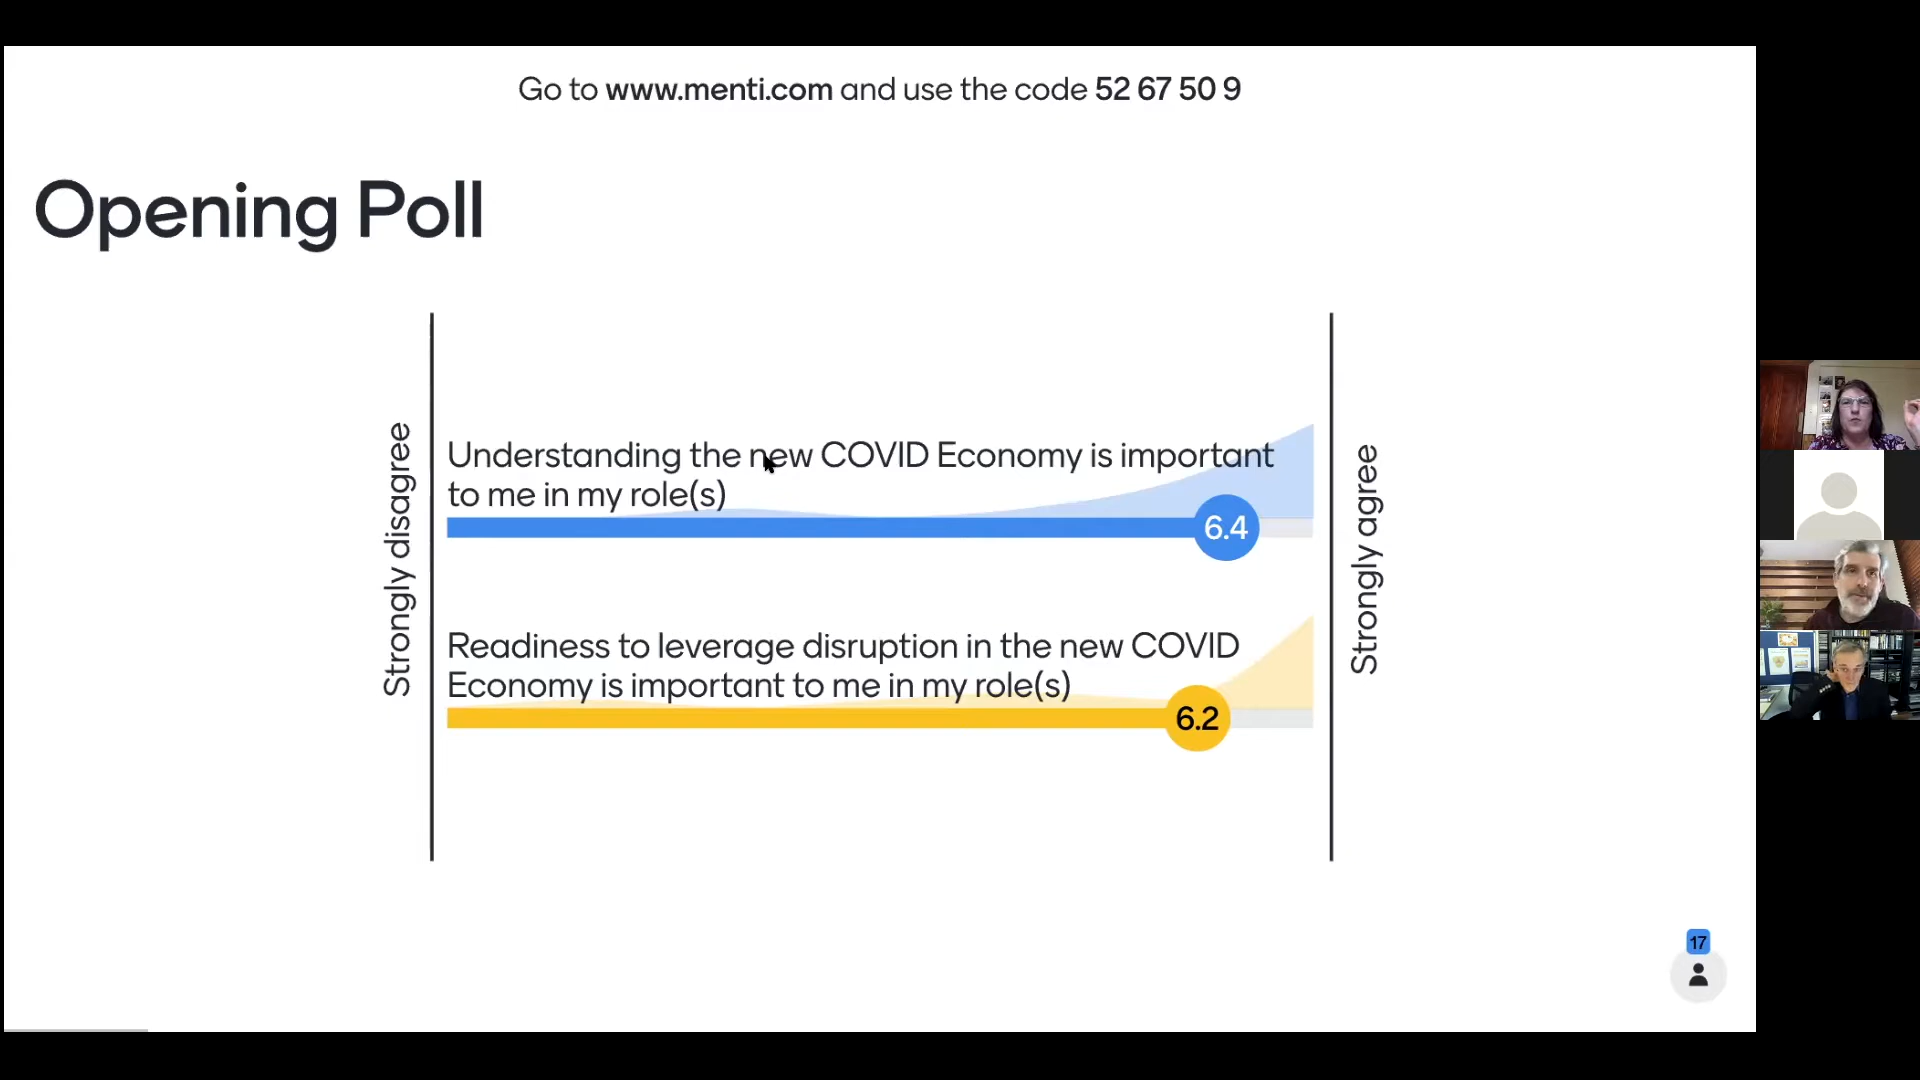 Go to www.menti.com and use the code 52 67 50 9
Opening Poll
Strongly disagree
Understanding the new COVID Economy is important
to me in my role(s)
6.4
Readiness to leverage disruption in the new COVID
Economy is important to me in my role(s)
6.2
Strongly agree
17